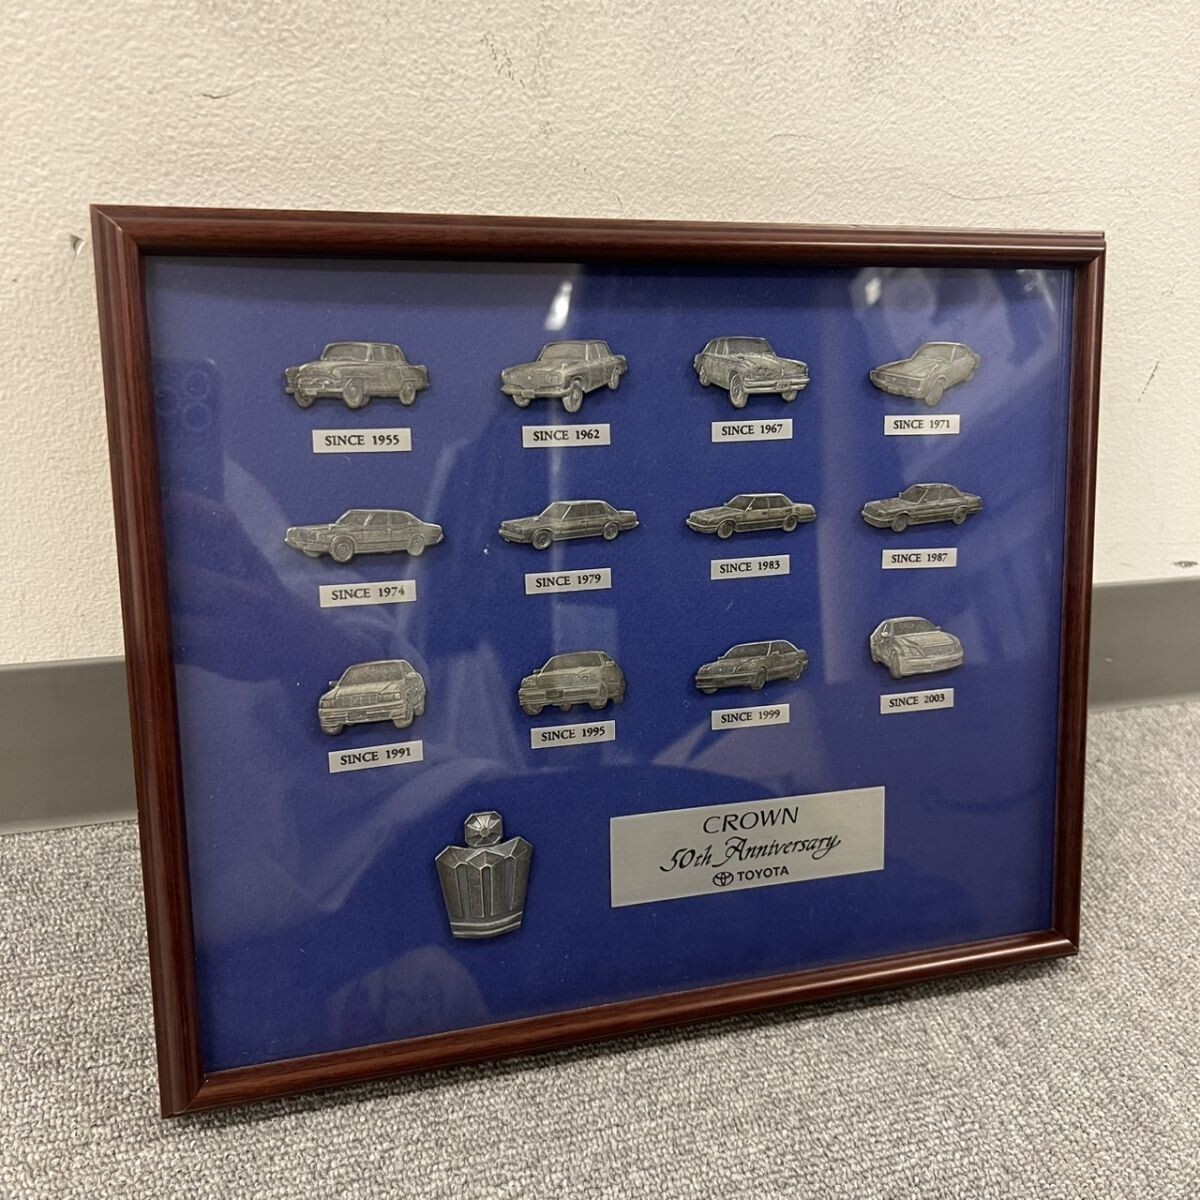 SINCE 1955
SINCE 1962
SINCE 1967
SINCE 1971
SINCE 1974
SINCE 1979
SINCE 1983
SINCE 1987
SINCE 1991
SINCE 1995
SINCE 1999
SINCE 2003
CROWN
50th Anniversary
TOYOTA